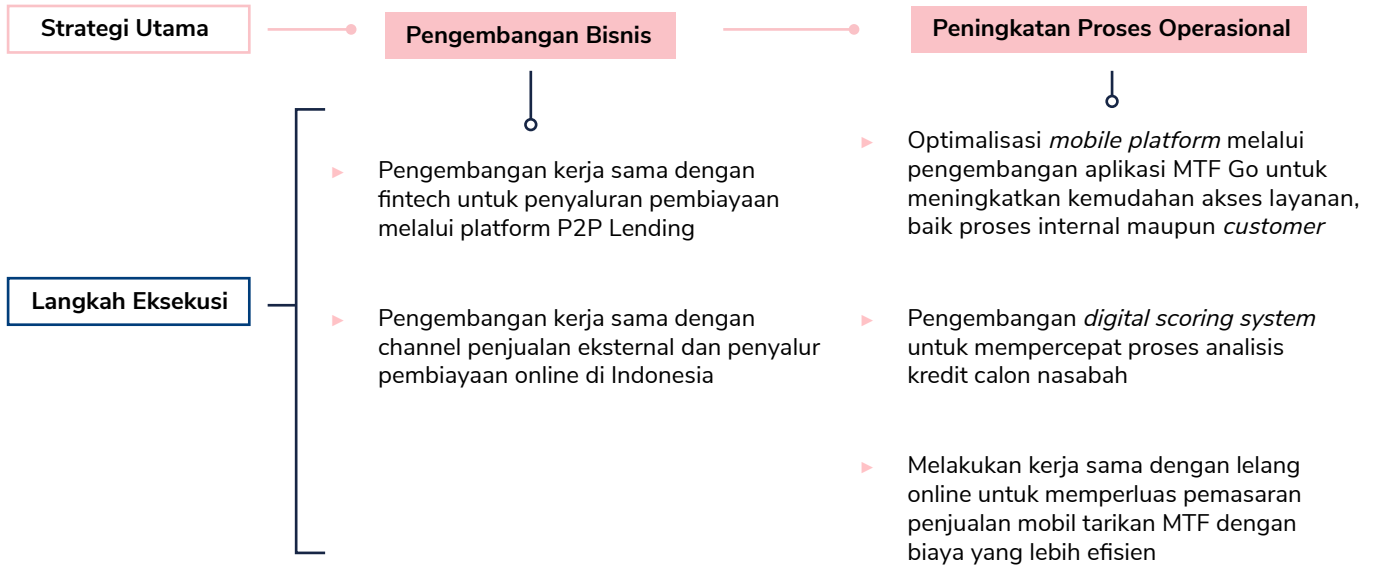 Strategi Utama
Pengembangan Bisnis
Peningkatan Proses Operasional
Langkah Eksekusi
Pengembangan kerja sama dengan
fintech untuk penyaluran pembiayaan
melalui platform P2P Lending
Pengembangan kerja sama dengan
channel penjualan eksternal dan penyalur
pembiayaan online di Indonesia
Optimalisasi mobile platform melalui
pengembangan aplikasi MTF Go untuk
meningkatkan kemudahan akses layanan,
baik proses internal maupun customer
Pengembangan digital scoring system
untuk mempercepat proses analisis
kredit calon nasabah
Melakukan kerja sama dengan lelang
online untuk memperluas pemasaran
penjualan mobil tarikan MTF dengan
biaya yang lebih efisien